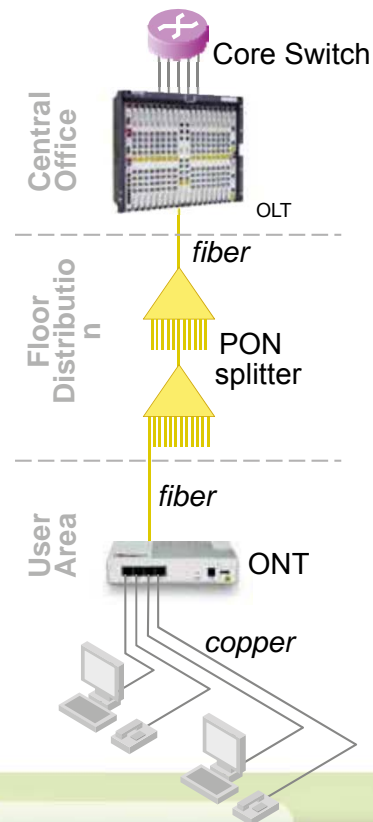 Core Switch
Central
Office
OLT
fiber
Floor
Distributio
n
PON
splitter
fiber
User
Area
ONT
copper